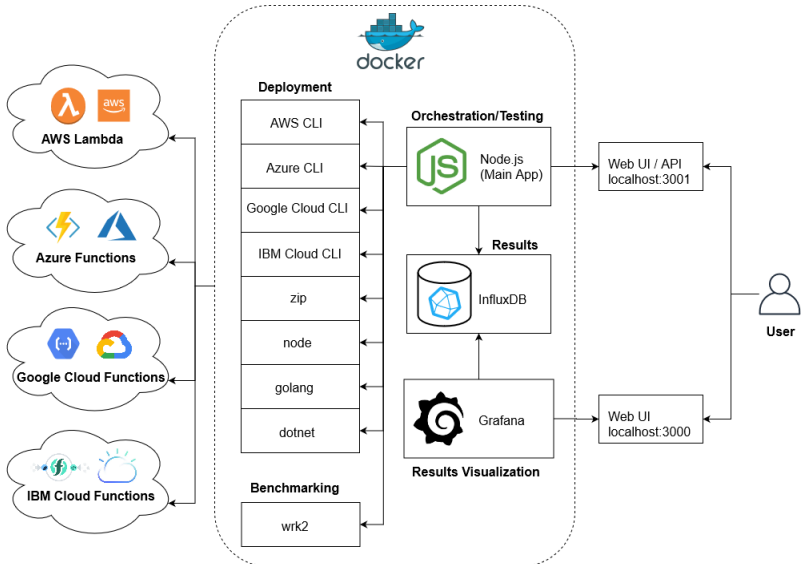 docker
aws
AWS Lambda
Azure Functions
Google Cloud Functions
IBM Cloud Functions
Deployment
AWS CLI
Azure CLI
Google Cloud CLI
IBM Cloud CLI
zip
node
golang
dotnet
Benchmarking
wrk2
Orchestration/Testing
JS
Node.js
(Main App)
Results
InfluxDB
Grafana
Results Visualization
Web UI / API
localhost:3001
Web UI
localhost:3000
User